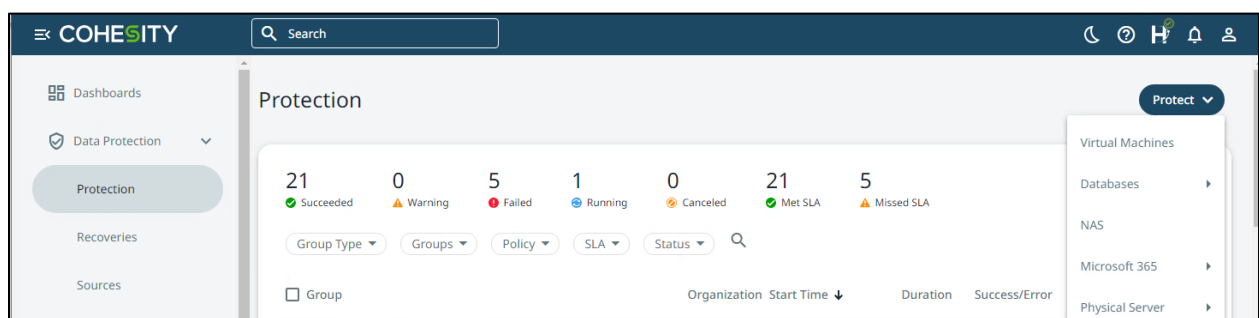 COHESITY
Search
Dashboards
Data Protection
Protection
Recoveries
Sources
Protection
Protect
21 0 5 1 0 21 5
Succeeded Warning Failed Running Canceled Met SLA Missed SLA
Group Type Groups Policy SLA Status
Group Organization Start Time Duration Success/Error
Virtual Machines
Databases
NAS
Microsoft 365
Physical Server